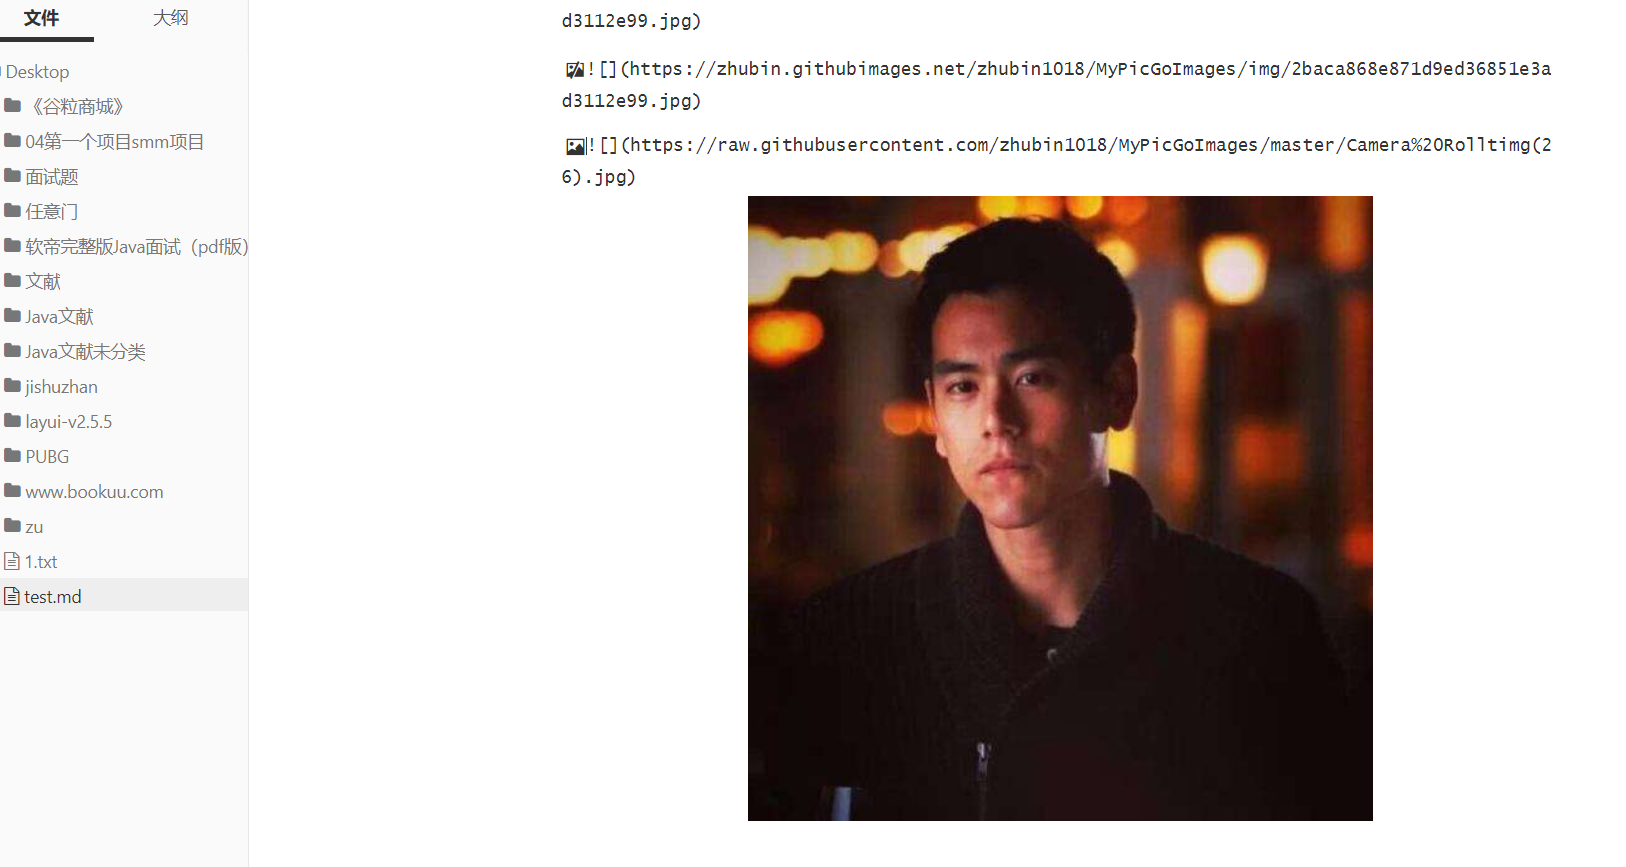 文件
大纲
Desktop
《谷粒商城》
04第一个项目smm项目
面试题
任意门
软帝完整版Java面试（pdf版）
文献
Java文献
Java文献未分类
jishuzhan
layui-v2.5.5
PUBG
www.bookuu.com
zu
1.txt
test.md
d3112e99.jpg)
![](https://zhubin.githubimages.net/zhubin1018/MyPicGoImages/img/2baca868e871d9ed36851e3a
d3112e99.jpg)
![](https://raw.githubusercontent.com/zhubin1018/MyPicGoImages/master/Camera%20Rolltimg(2
6).jpg)